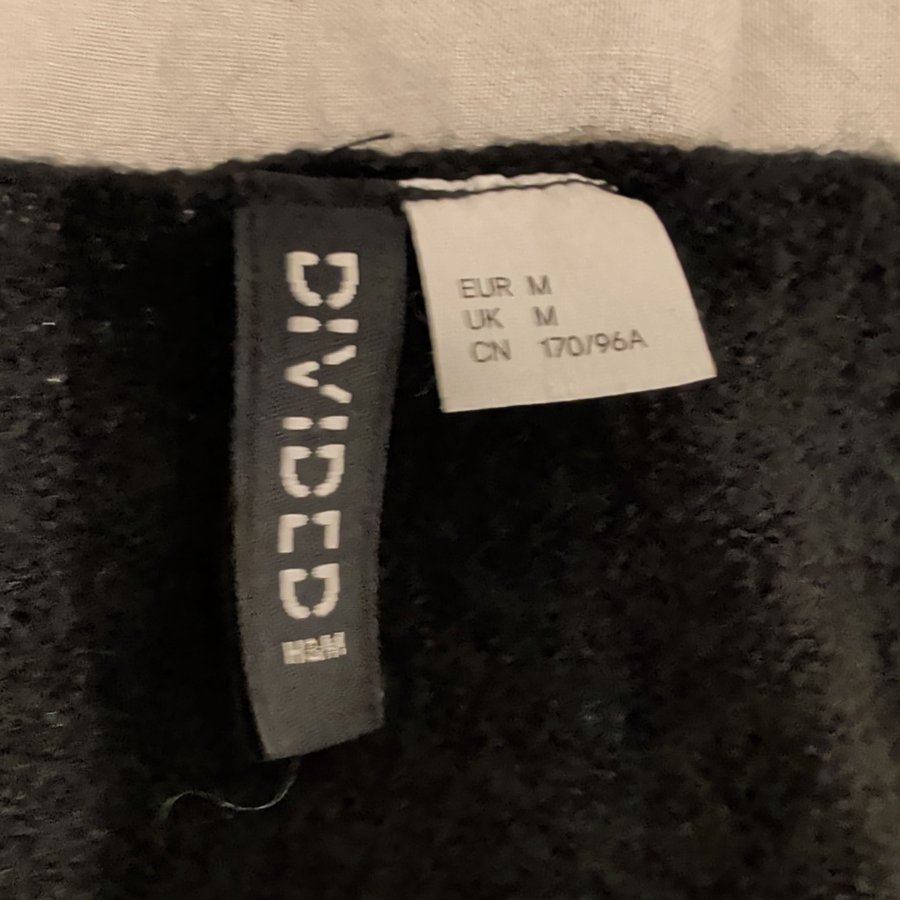 DIVIDED
H&M
EUR M
UK M
CN 170/96A